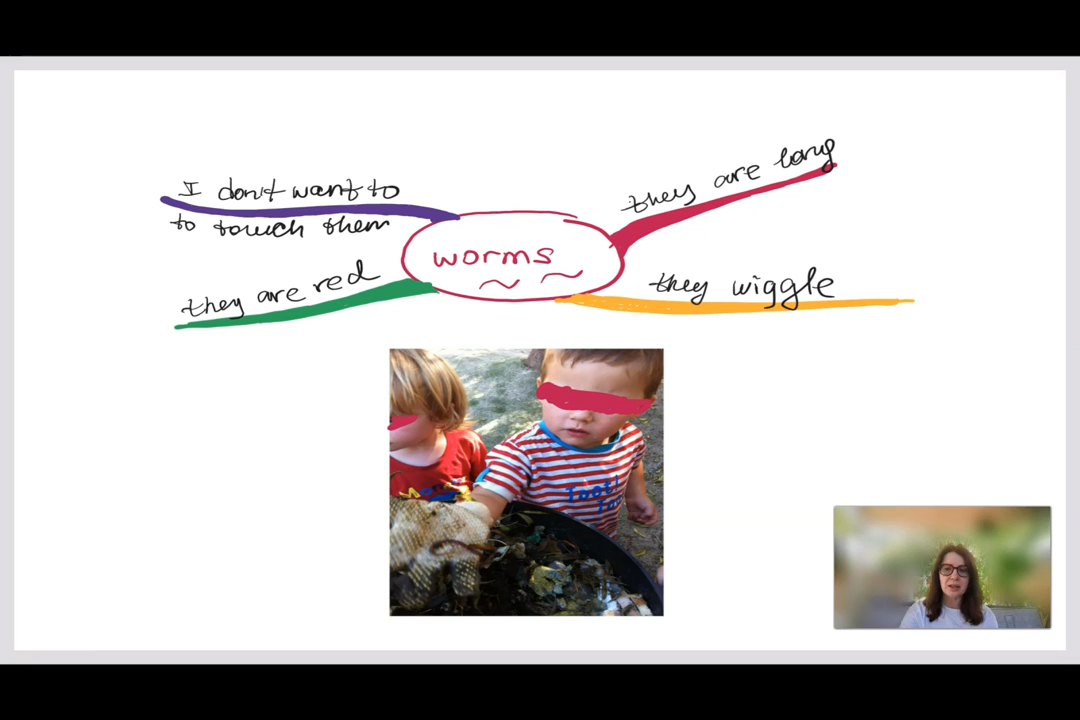 I don't want to
to touch them
they are red
worms
they are long
they wiggle